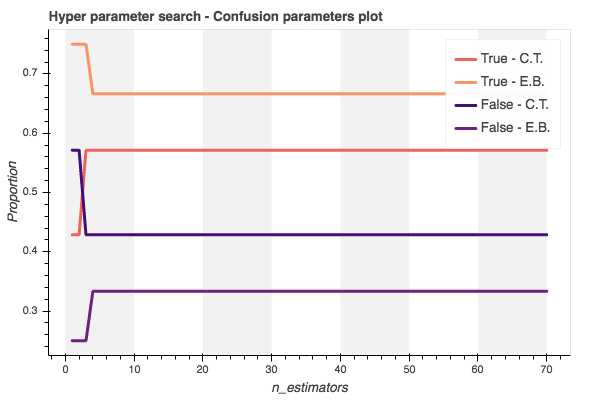 Hyper parameter search - Confusion parameters plot
True - C.T.
True - E.B.
False - C.T.
False - E.B.
0.7
0.6
0.5
0.4
0.3
Proportion
0 10 20 30 40 50 60 70
n_estimators